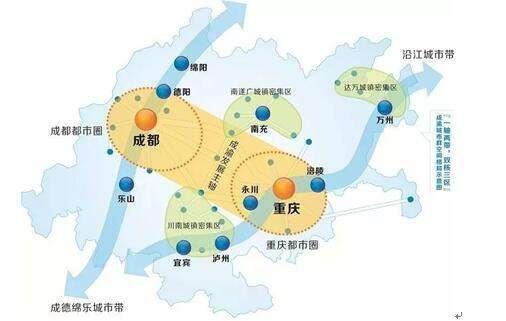 绵阳
德阳
成都都市圈
成都
乐山
成德绵乐城市带
南遂广城镇密集区
南充
成渝发展主轴
达万城镇密集区
万州
沿江城市带
涪陵
永川
重庆
重庆都市圈
川南城镇密集区
宜宾
泸州
“一轴两带、双核三区”
成渝城市群空间格局示意图